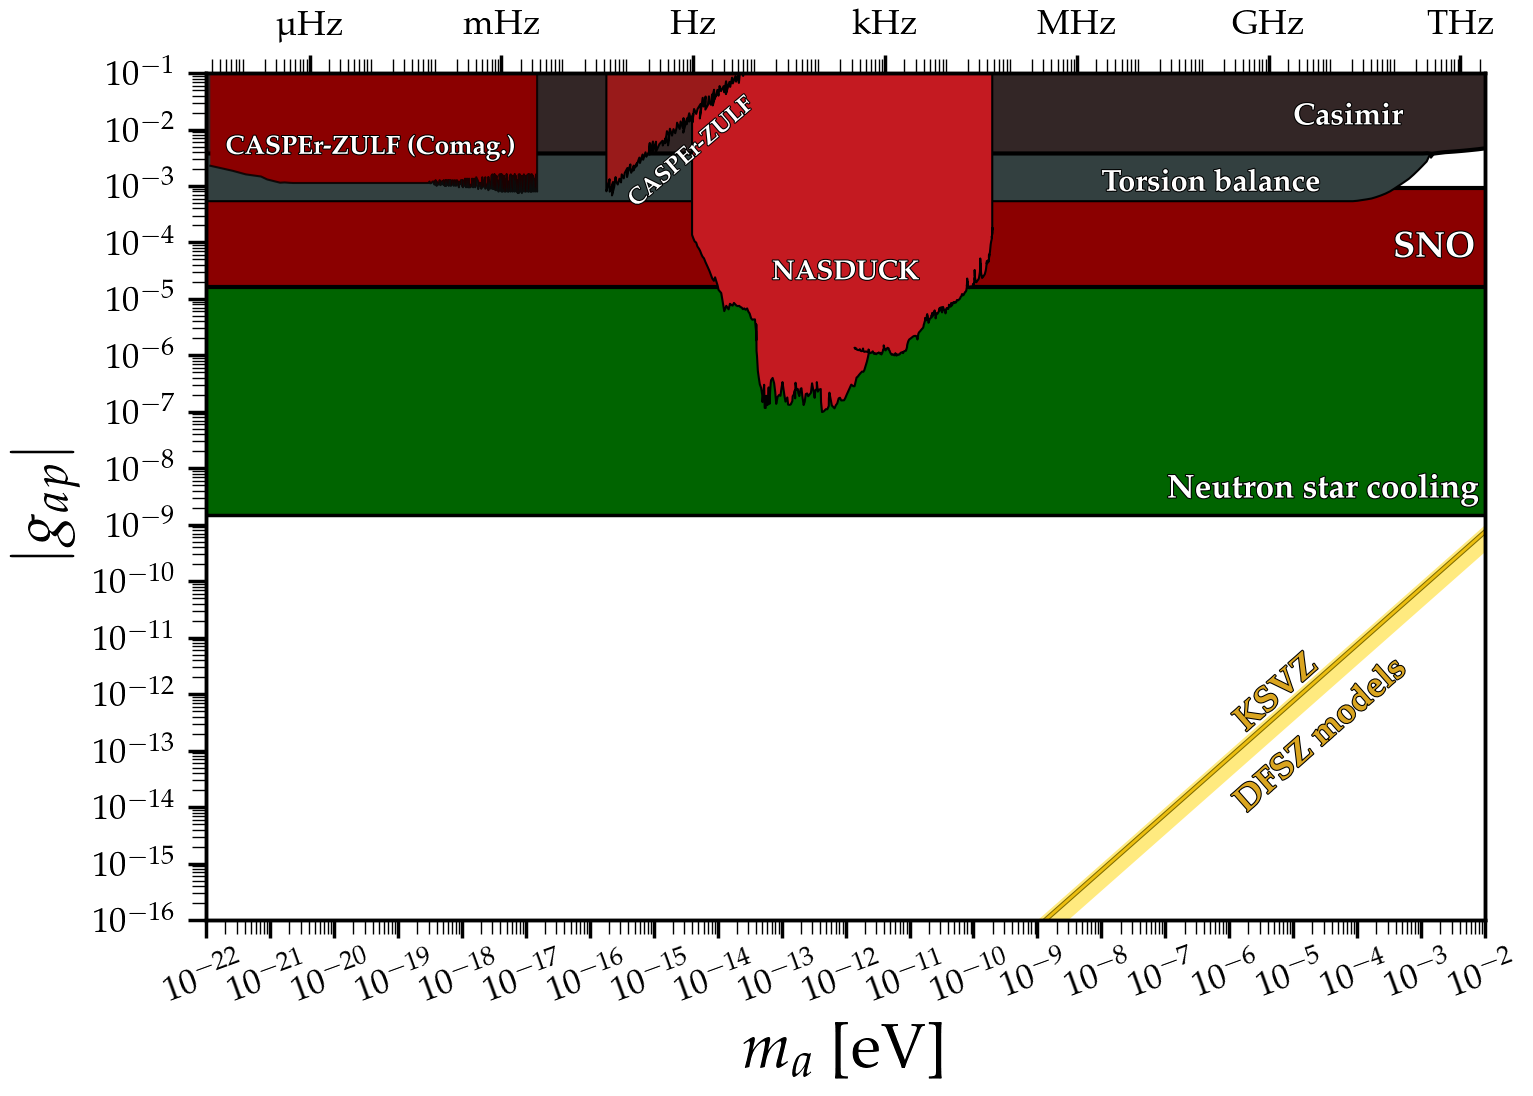 µHz mHz Hz kHz MHz GHz THz
10⁻¹
10⁻²
10⁻³
10⁻⁴
10⁻⁵
10⁻⁶
10⁻⁷
10⁻⁸
10⁻⁹
10⁻¹⁰
10⁻¹¹
10⁻¹²
10⁻¹³
10⁻¹⁴
10⁻¹⁵
10⁻¹⁶
|g_ap|
CASPEr-ZULF (Comag.)
CASPEr-ZULF
Casimir
Torsion balance
SNO
NASDUCK
Neutron star cooling
KSVZ
DFSZ models
10⁻²² 10⁻²¹ 10⁻²⁰ 10⁻¹⁹ 10⁻¹⁸ 10⁻¹⁷ 10⁻¹⁶ 10⁻¹⁵ 10⁻¹⁴ 10⁻¹³ 10⁻¹² 10⁻¹¹ 10⁻¹⁰ 10⁻⁹ 10⁻⁸ 10⁻⁷ 10⁻⁶ 10⁻⁵ 10⁻⁴ 10⁻³ 10⁻²
m_a [eV]